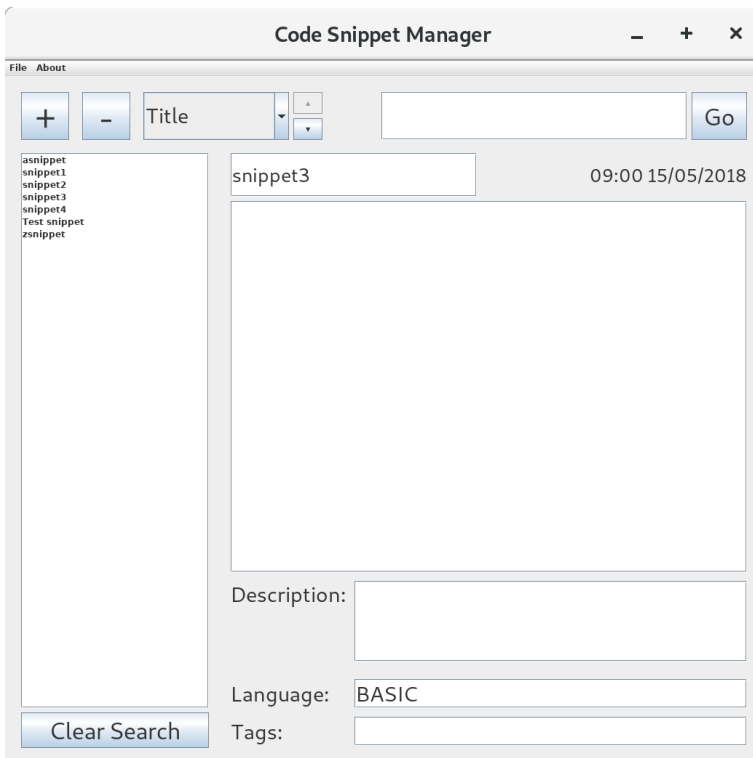 Code Snippet Manager
File About
+ - Title Go
asnippet
snippet1
snippet2
snippet3
snippet4
Test snippet
zsnippet
snippet3 09:00 15/05/2018
Description:
Language: BASIC
Tags:
Clear Search